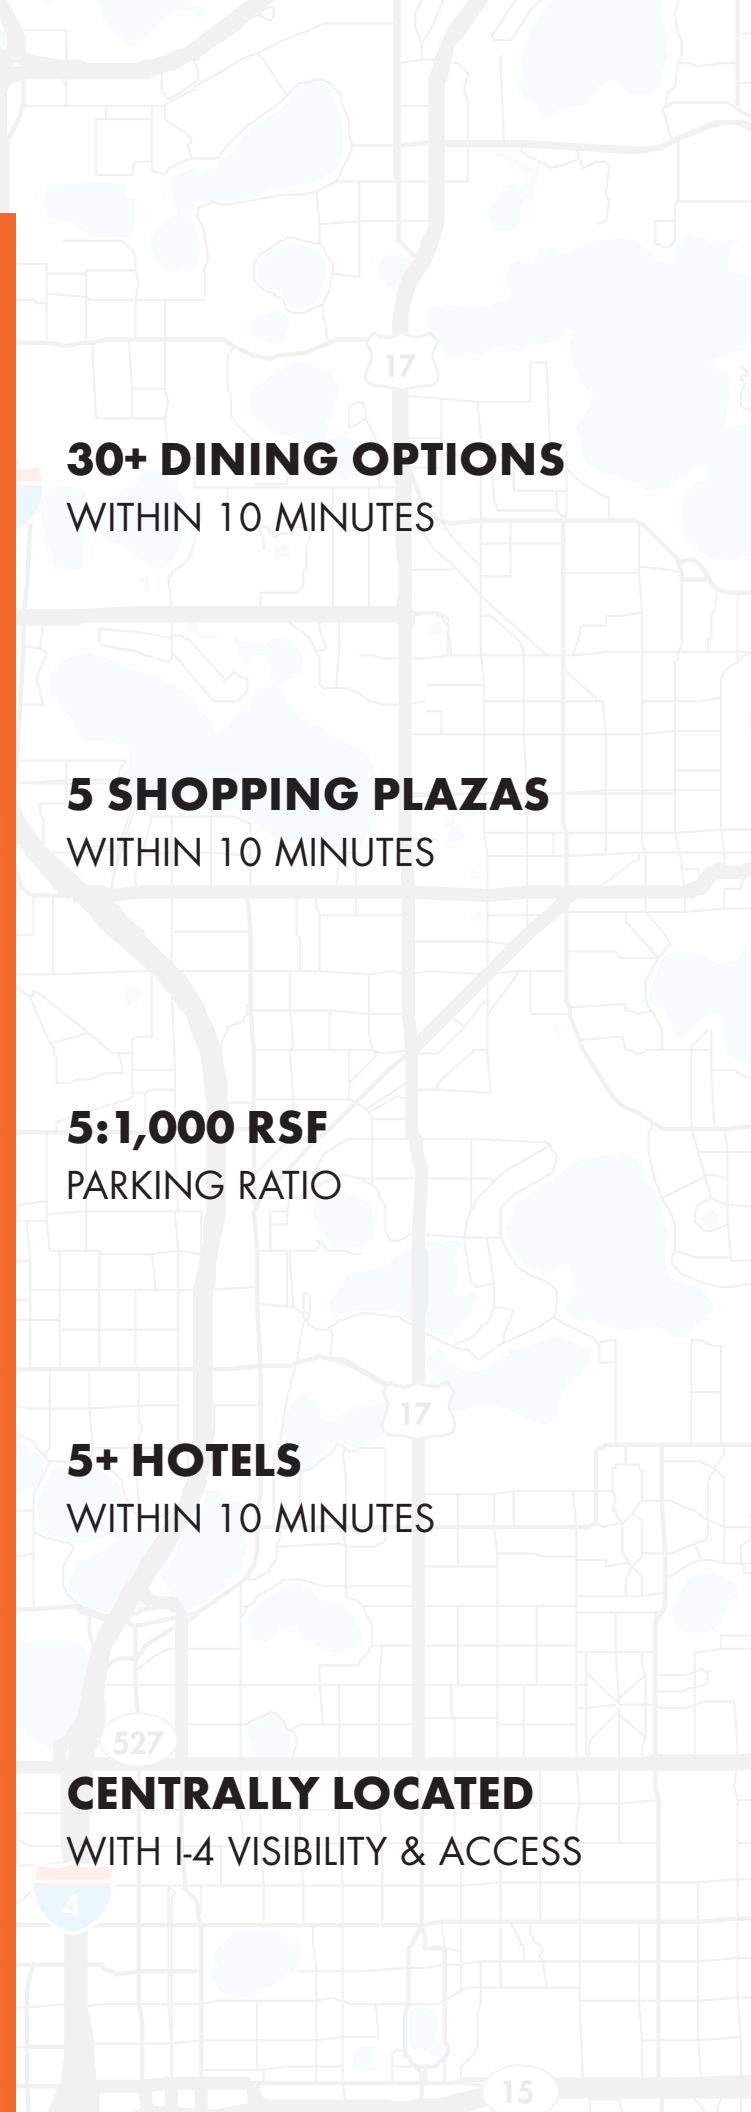 17
30+ DINING OPTIONS
WITHIN 10 MINUTES
5 SHOPPING PLAZAS
WITHIN 10 MINUTES
5:1,000 RSF
PARKING RATIO
17
5+ HOTELS
WITHIN 10 MINUTES
527
CENTRALLY LOCATED
WITH I-4 VISIBILITY & ACCESS
4
15